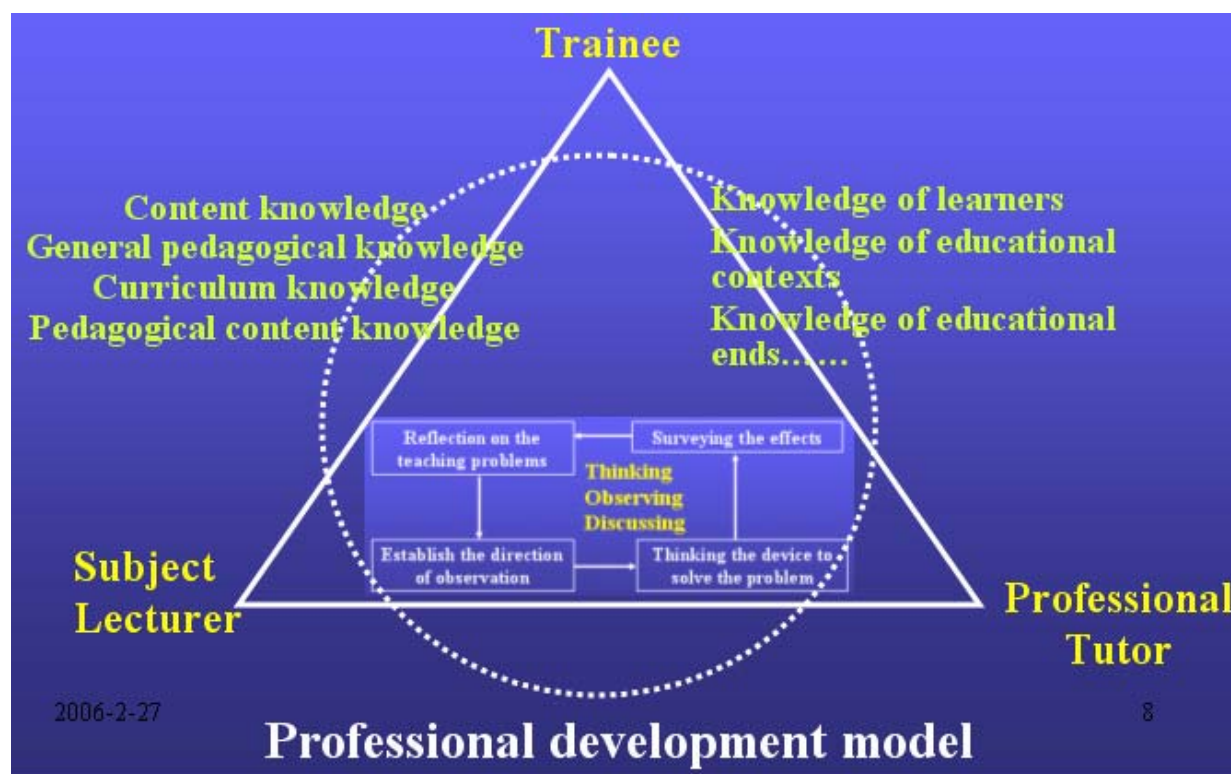 Trainee
Content knowledge
General pedagogical knowledge
Curriculum knowledge
Pedagogical content knowledge
Knowledge of learners
Knowledge of educational
contexts
Knowledge of educational
ends......
Reflection on the
teaching problems
Surveying the effects
Thinking
Observing
Discussing
Establish the direction
of observation
Thinking the device to
solve the problem
Subject
Lecturer
Professional
Tutor
2006-2-27
8
Professional development model